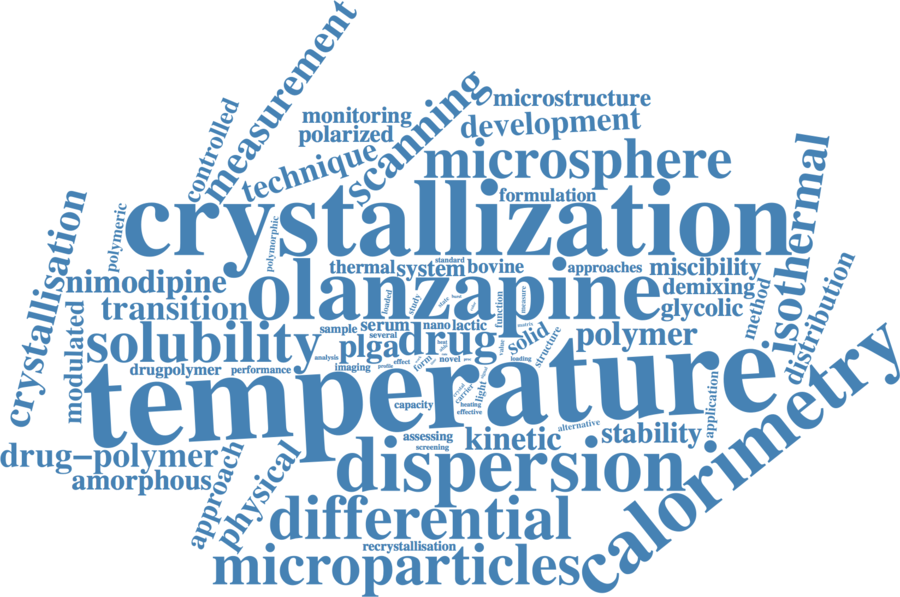 measurement
controlled
monitoring
polarized
technique
scanning
microstructure
development
microsphere
crystallization
formulation
isothermal
crystallisation
polymeric
polymorphic
nimodipine
thermal
system
standard
bovine
approaches
miscibility
olanzapine
demixing
glycolic
method
distribution
transition
modulated
loaded
study
state
function
measure
solubility
sample
serum
several
nano
lactic
drug
solid
structure
polymer
plga
analysis
imaging
profile
effect
form
novel
loading
value
drugpolymer
performance
temperature
crystal
carrier
light
heating
effective
capacity
application
alternative
assessing
screening
kinetic
stability
calorimetry
drug-polymer
amorphous
approach
physical
dispersion
differential
recrystallisation
microparticles